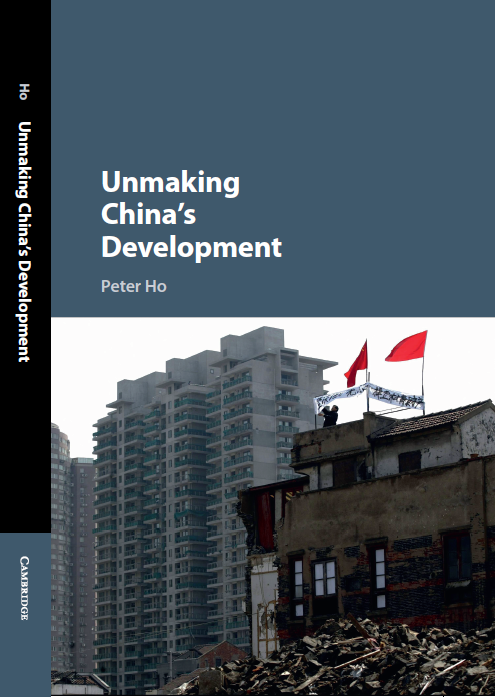 Ho Unmaking China's Development
CAMBRIDGE
Unmaking
China's
Development
Peter Ho